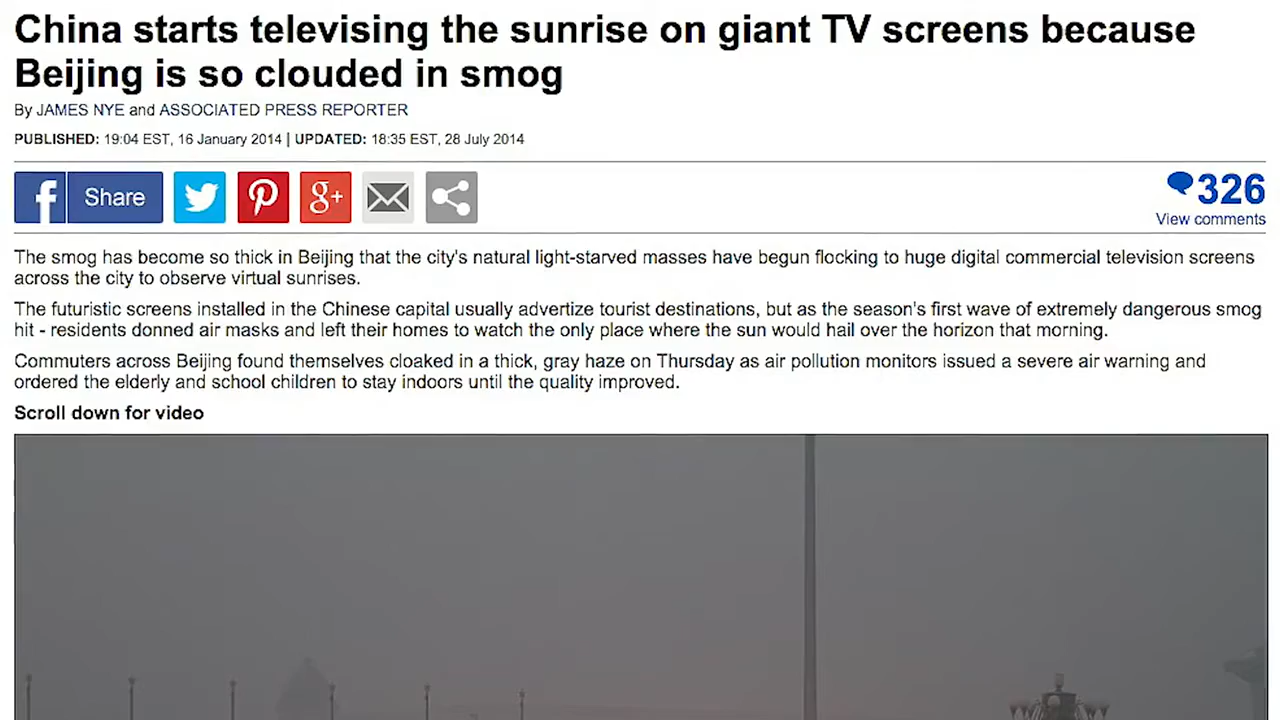 China starts televising the sunrise on giant TV screens because
Beijing is so clouded in smog
By JAMES NYE and ASSOCIATED PRESS REPORTER
PUBLISHED: 19:04 EST, 16 January 2014 | UPDATED: 18:35 EST, 28 July 2014
f Share g+ 326
View comments
The smog has become so thick in Beijing that the city's natural light-starved masses have begun flocking to huge digital commercial television screens
across the city to observe virtual sunrises.
The futuristic screens installed in the Chinese capital usually advertize tourist destinations, but as the season's first wave of extremely dangerous smog
hit - residents donned air masks and left their homes to watch the only place where the sun would hail over the horizon that morning.
Commuters across Beijing found themselves cloaked in a thick, gray haze on Thursday as air pollution monitors issued a severe air warning and
ordered the elderly and school children to stay indoors until the quality improved.
Scroll down for video